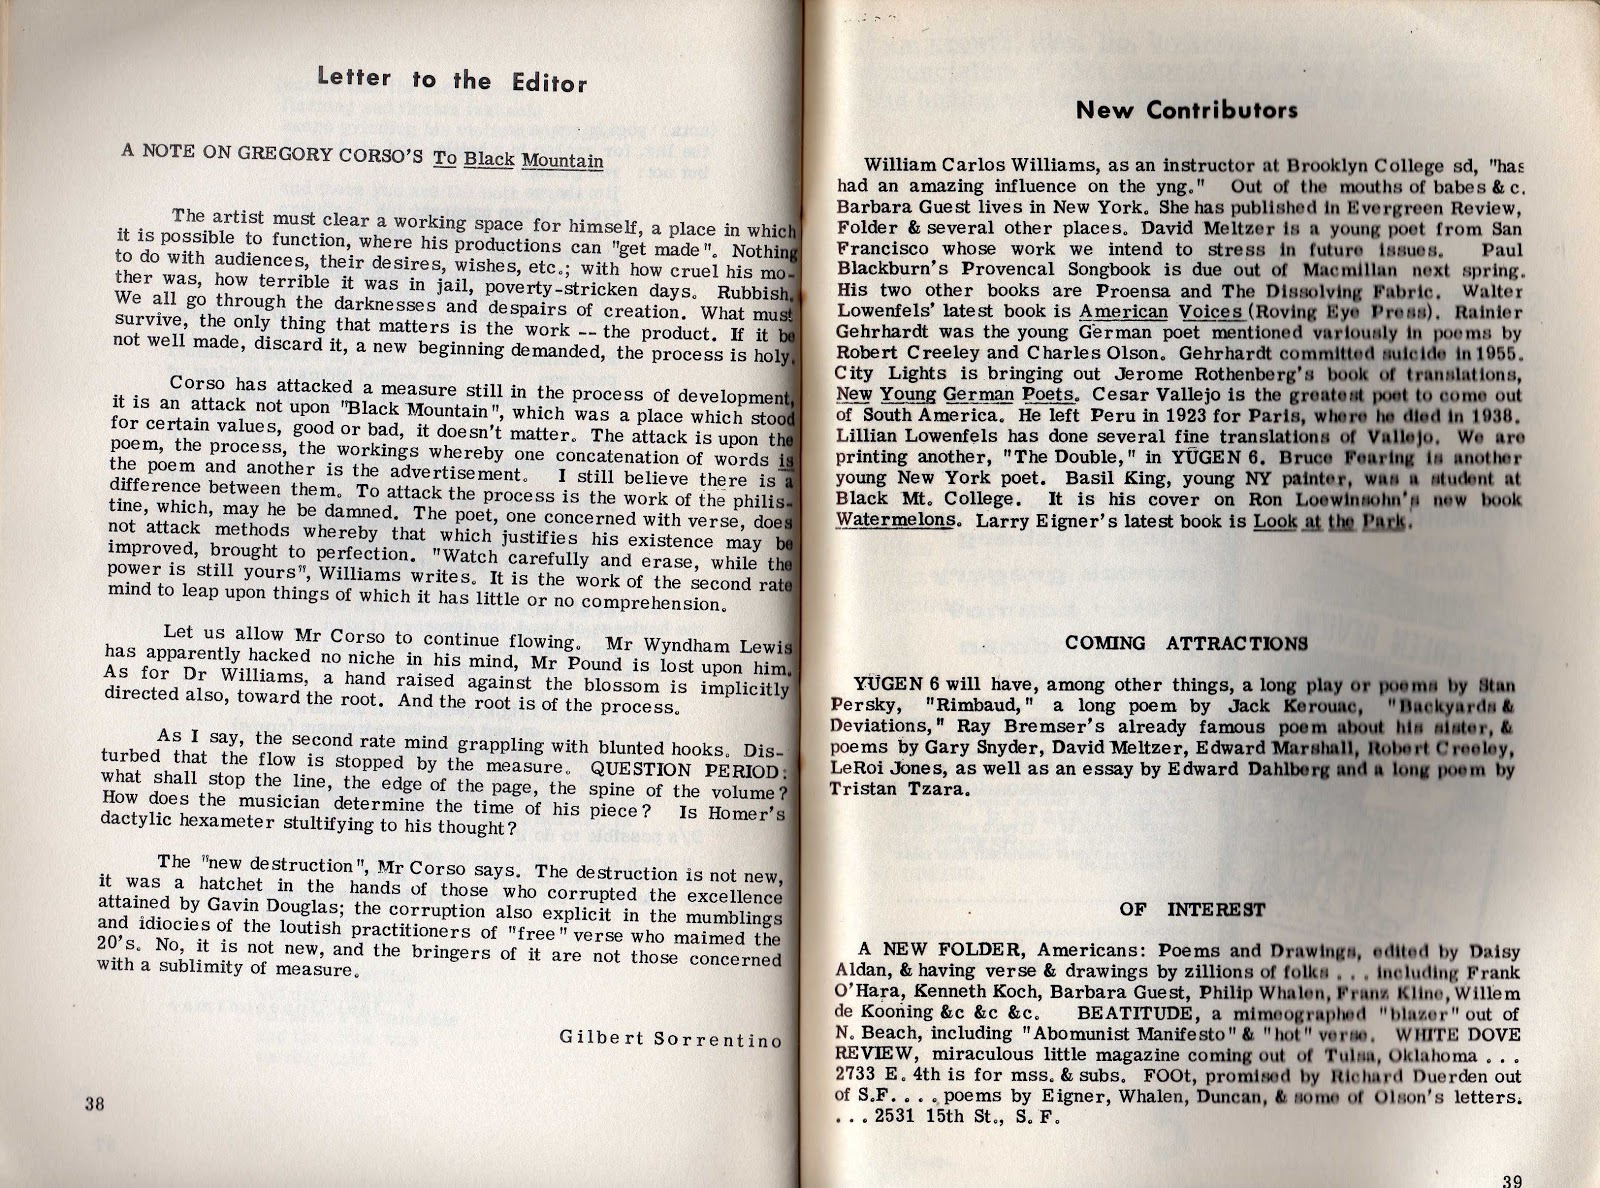 Letter to the Editor
A NOTE ON GREGORY CORSO'S To Black Mountain
The artist must clear a working space for himself, a place in which
it is possible to function, where his productions can "get made". Nothing
to do with audiences, their desires, wishes, etc.; with how cruel his mo-
ther was, how terrible it was in jail, poverty-stricken days. Rubbish.
We all go through the darknesses and despairs of creation. What must
survive, the only thing that matters is the work -- the product. If it be
not well made, discard it, a new beginning demanded, the process is holy.
Corso has attacked a measure still in the process of development,
it is an attack not upon "Black Mountain", which was a place which stood
for certain values, good or bad, it doesn't matter. The attack is upon the
poem, the process, the workings whereby one concatenation of words is
the poem and another is the advertisement. I still believe there is a
difference between them. To attack the process is the work of the philis-
tine, which, may he be damned. The poet, one concerned with verse, does
not attack methods whereby that which justifies his existence may be
improved, brought to perfection. "Watch carefully and erase, while the
power is still yours", Williams writes. It is the work of the second rate
mind to leap upon things of which it has little or no comprehension.
Let us allow Mr Corso to continue flowing. Mr Wyndham Lewis
has apparently hacked no niche in his mind, Mr Pound is lost upon him.
As for Dr Williams, a hand raised against the blossom is implicitly
directed also, toward the root. And the root is of the process.
As I say, the second rate mind grappling with blunted hooks. Dis-
turbed that the flow is stopped by the measure. QUESTION PERIOD:
what shall stop the line, the edge of the page, the spine of the volume?
How does the musician determine the time of his piece? Is Homer's
dactylic hexameter stultifying to his thought?
The "new destruction", Mr Corso says. The destruction is not new,
it was a hatchet in the hands of those who corrupted the excellence
attained by Gavin Douglas; the corruption also explicit in the mumblings
and idiocies of the loutish practitioners of "free" verse who maimed the
20's. No, it is not new, and the bringers of it are not those concerned
with a sublimity of measure.
Gilbert Sorrentino
38
New Contributors
William Carlos Williams, as an instructor at Brooklyn College sd, "has
had an amazing influence on the yng." Out of the mouths of babes & c.
Barbara Guest lives in New York. She has published in Evergreen Review,
Folder & several other places. David Meltzer is a young poet from San
Francisco whose work we intend to stress in future issues. Paul
Blackburn's Provencal Songbook is due out of Macmillan next spring.
His two other books are Proensa and The Dissolving Fabric. Walter
Lowenfels' latest book is American Voices (Roving Eye Press). Rainier
Gehrhardt was the young German poet mentioned variously in poems by
Robert Creeley and Charles Olson. Gehrhardt committed suicide in 1955.
City Lights is bringing out Jerome Rothenberg's book of translations,
New Young German Poets. Cesar Vallejo is the greatest poet to come out
of South America. He left Peru in 1923 for Paris, where he died in 1938.
Lillian Lowenfels has done several fine translations of Vallejo. We are
printing another, "The Double," in YŪGEN 6. Bruce Fearing is another
young New York poet. Basil King, young NY painter, was a student at
Black Mt. College. It is his cover on Ron Loewinsohn's new book
Watermelons. Larry Eigner's latest book is Look at the Park.
COMING ATTRACTIONS
YŪGEN 6 will have, among other things, a long play or poems by Stan
Persky, "Rimbaud," a long poem by Jack Kerouac, "Backyards &
Deviations," Ray Bremser's already famous poem about his sister, &
poems by Gary Snyder, David Meltzer, Edward Marshall, Robert Creeley,
LeRoi Jones, as well as an essay by Edward Dahlberg and a long poem by
Tristan Tzara.
OF INTEREST
A NEW FOLDER, Americans: Poems and Drawings, edited by Daisy
Aldan, & having verse & drawings by zillions of folks . . . including Frank
O'Hara, Kenneth Koch, Barbara Guest, Philip Whalen, Franz Kline, Willem
de Kooning &c &c &c. BEATITUDE, a mimeographed "blazer" out of
N. Beach, including "Abomunist Manifesto" & "hot" verse. WHITE DOVE
REVIEW, miraculous little magazine coming out of Tulsa, Oklahoma . . .
2733 E. 4th is for mss. & subs. FOOt, promised by Richard Duerden out
of S.F. . . . poems by Eigner, Whalen, Duncan, & some of Olson's letters.
. . . 2531 15th St., S. F.
39